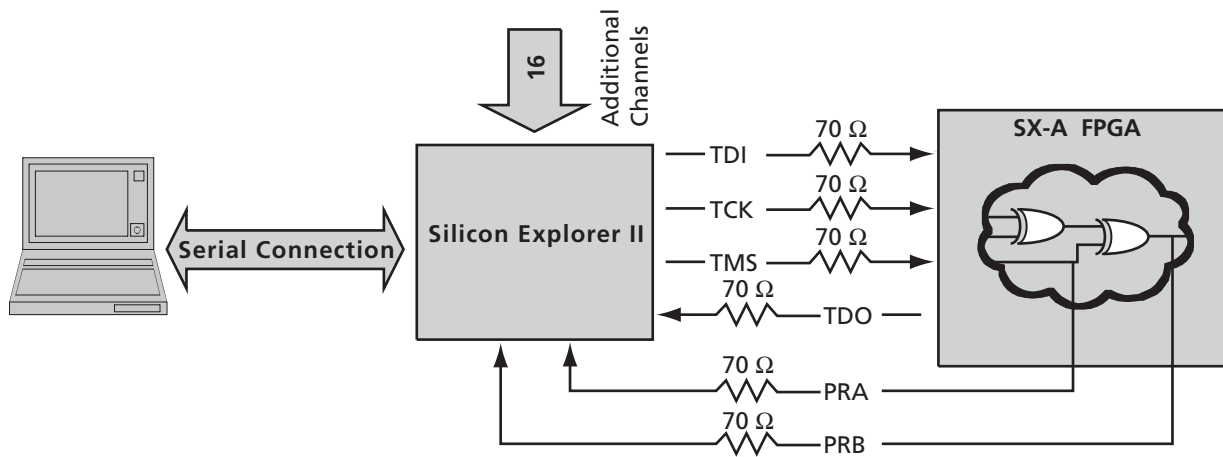 16
Additional
Channels
70 Ω
TDI
SX-A FPGA
70 Ω
TCK
Silicon Explorer II
Serial Connection
70 Ω
TMS
70 Ω
TDO
70 Ω
PRA
70 Ω
PRB